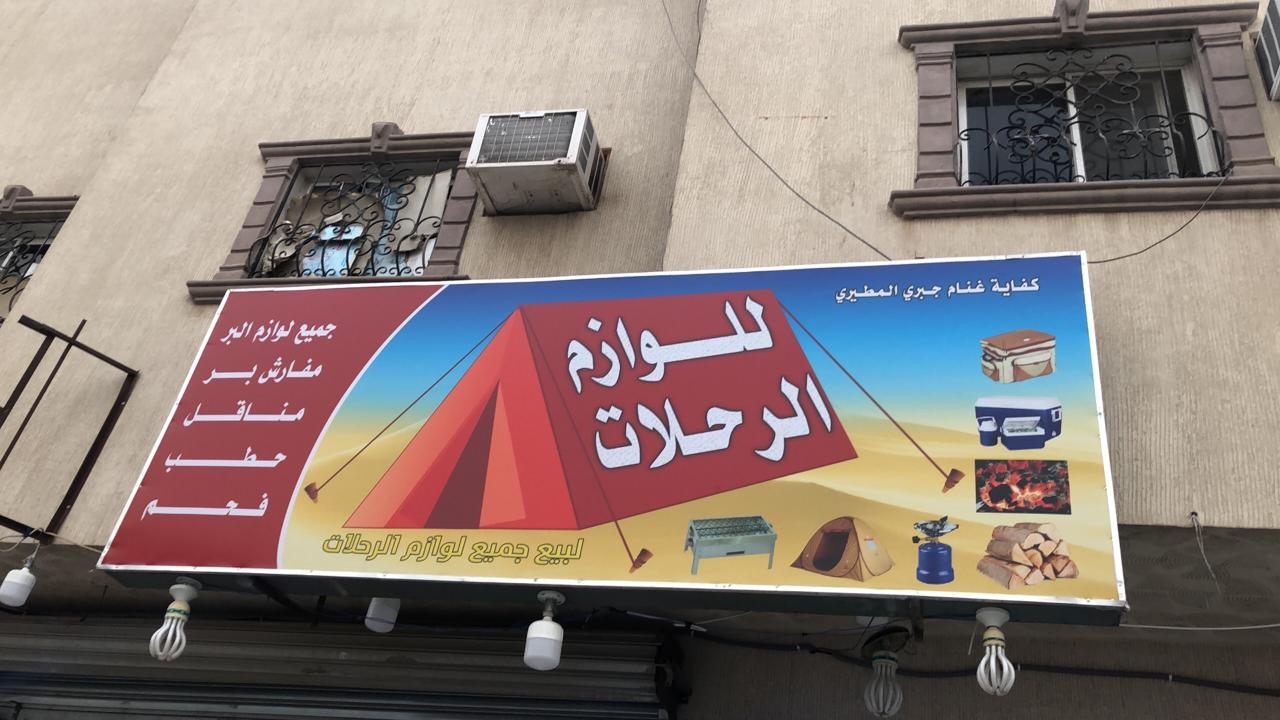 كفاية غنام جبري المطيري
للوازم
الرحلات
لبيع جميع لوازم الرحلات
جميع لوازم البر
مفارش بر
مناقل
حطب
فحم